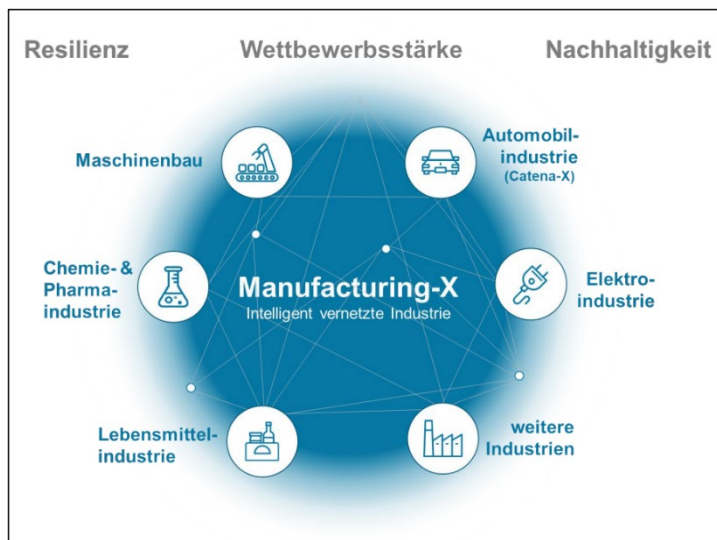 Resilienz
Wettbewerbsstärke
Nachhaltigkeit
Maschinenbau
Automobil-
industrie
(Catena-X)
Chemie- &
Pharma-
industrie
Manufacturing-X
Intelligent vernetzte Industrie
Elektro-
industrie
Lebensmittel-
industrie
weitere
Industrien